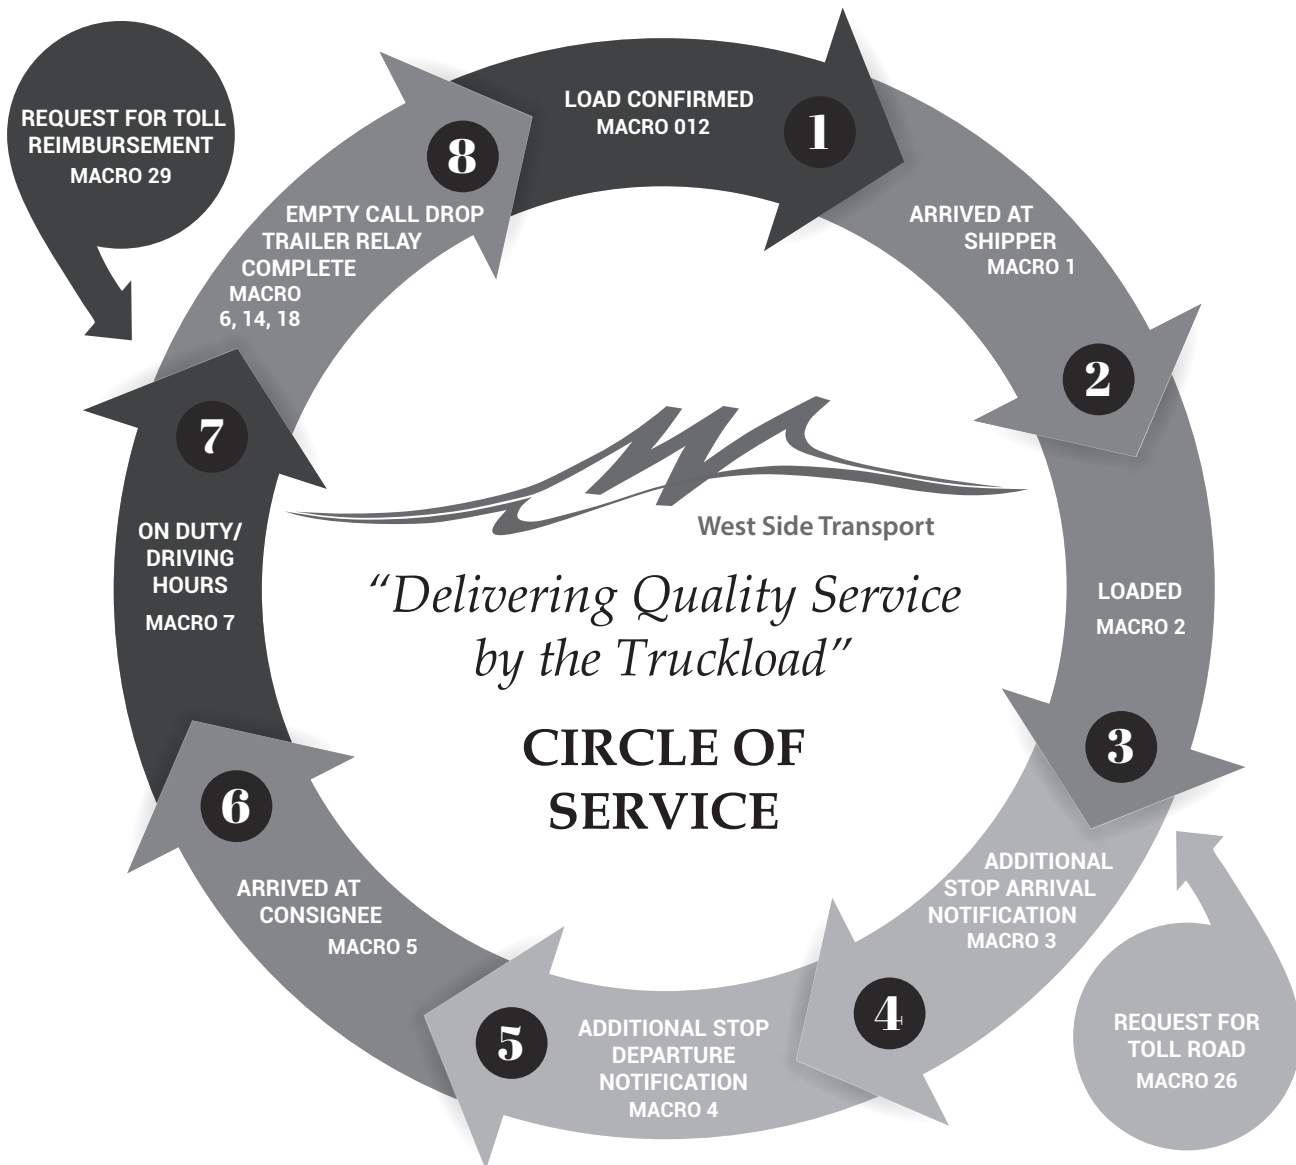 REQUEST FOR TOLL
REIMBURSEMENT
MACRO 29
LOAD CONFIRMED
MACRO 012
1
ARRIVED AT
SHIPPER
MACRO 1
2
LOADED
MACRO 2
3
ADDITIONAL
STOP ARRIVAL
NOTIFICATION
MACRO 3
4
REQUEST FOR
TOLL ROAD
MACRO 26
ADDITIONAL STOP
DEPARTURE
NOTIFICATION
MACRO 4
5
ARRIVED AT
CONSIGNEE
MACRO 5
6
ON DUTY/
DRIVING
HOURS
MACRO 7
7
EMPTY CALL DROP
TRAILER RELAY
COMPLETE
MACRO
6, 14, 18
8
West Side Transport
“Delivering Quality Service
by the Truckload”
CIRCLE OF
SERVICE